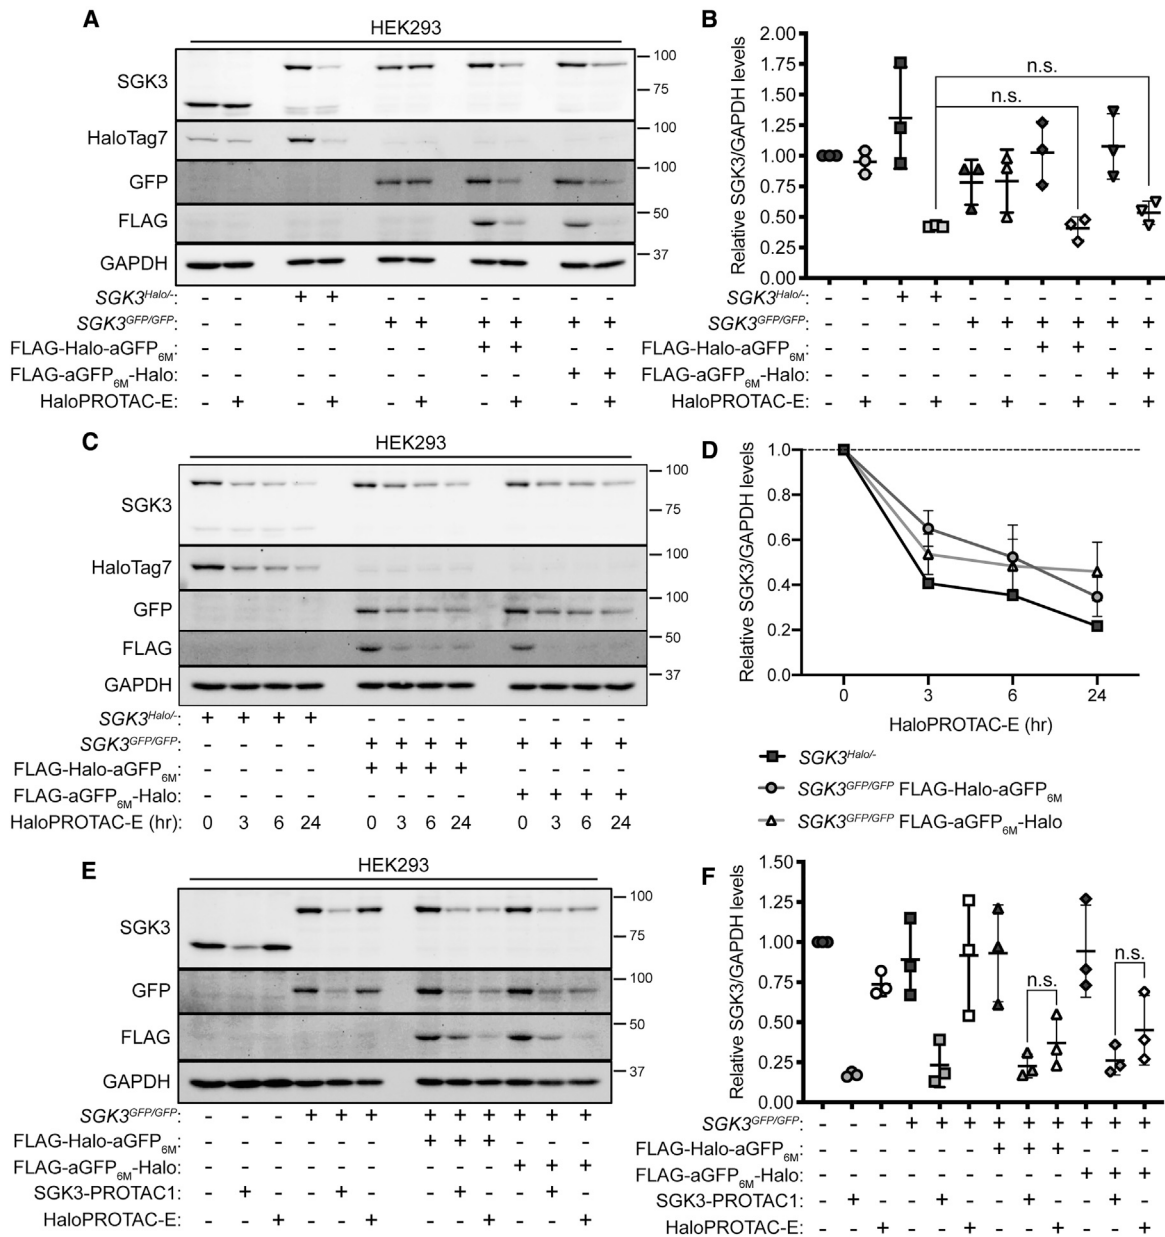 A
HEK293
SGK3
HaloTag7
GFP
FLAG
GAPDH
100
75
100
100
50
37
SGK3Halo/-: - - + + - - - - - -
SGK3GFP/GFP: - - - - + + + + + +
FLAG-Halo-aGFP6M: - - - - - - + + - -
FLAG-aGFP6M-Halo: - - - - - - - - + +
HaloPROTAC-E: - + - + - + - + - +
B
Relative SGK3/GAPDH levels
2.00
1.75
1.50
1.25
1.00
0.75
0.50
0.25
0.00
n.s.
n.s.
SGK3Halo/-: - - + + - - - - - -
SGK3GFP/GFP: - - - - + + + + + +
FLAG-Halo-aGFP6M: - - - - - - + + - -
FLAG-aGFP6M-Halo: - - - - - - - - + +
HaloPROTAC-E: - + - + - + - + - +
C
HEK293
SGK3
HaloTag7
GFP
FLAG
GAPDH
100
75
100
100
50
37
SGK3Halo/-: + + + + - - - - - - - -
SGK3GFP/GFP: - - - - + + + + + + + +
FLAG-Halo-aGFP6M: - - - - + + + + - - - -
FLAG-aGFP6M-Halo: - - - - - - - - + + + +
HaloPROTAC-E (hr): 0 3 6 24 0 3 6 24 0 3 6 24
D
Relative SGK3/GAPDH levels
1.0
0.8
0.6
0.4
0.2
0.0
0 3 6 24
HaloPROTAC-E (hr)
SGK3Halo/-
SGK3GFP/GFP FLAG-Halo-aGFP6M
SGK3GFP/GFP FLAG-aGFP6M-Halo
E
HEK293
SGK3
GFP
FLAG
GAPDH
100
75
100
50
37
SGK3GFP/GFP: - - - + + + + + + + + +
FLAG-Halo-aGFP6M: - - - - - - + + + - - -
FLAG-aGFP6M-Halo: - - - - - - - - - + + +
SGK3-PROTAC1: - + - - + - - + - - + -
HaloPROTAC-E: - - + - - + - - + - - +
F
Relative SGK3/GAPDH levels
1.50
1.25
1.00
0.75
0.50
0.25
0.00
n.s.
n.s.
SGK3GFP/GFP: - - - + + + + + + + + +
FLAG-Halo-aGFP6M: - - - - - - + + + - - -
FLAG-aGFP6M-Halo: - - - - - - - - - + + +
SGK3-PROTAC1: - + - - + - - + - - + -
HaloPROTAC-E: - - + - - + - - + - - +